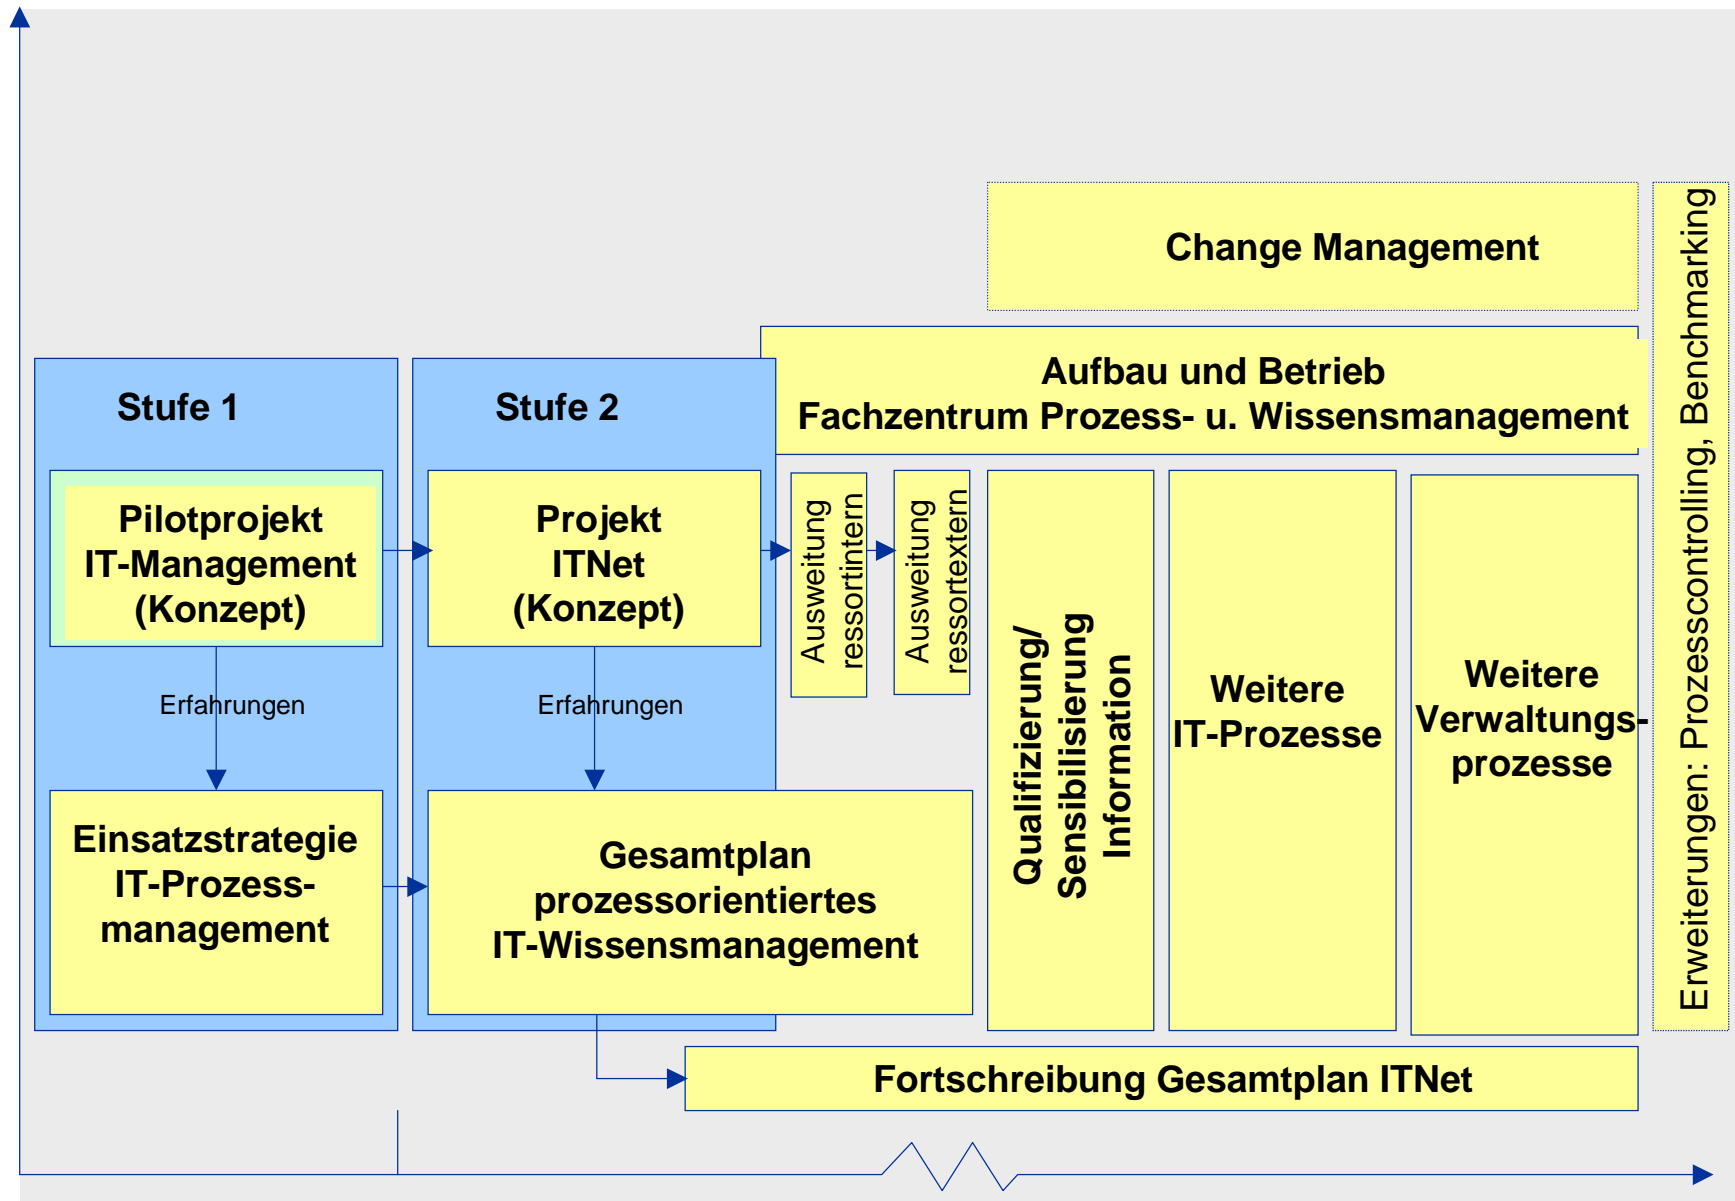 Change Management
Aufbau und Betrieb
Fachzentrum Prozess- u. Wissensmanagement
Stufe 1
Stufe 2
Pilotprojekt
IT-Management
(Konzept)
Projekt
ITNet
(Konzept)
Ausweitung
ressortintern
Ausweitung
ressortextern
Erfahrungen
Erfahrungen
Einsatzstrategie
IT-Prozess-
management
Gesamtplan
prozessorientiertes
IT-Wissensmanagement
Qualifizierung/
Sensibilisierung
Information
Weitere
IT-Prozesse
Weitere
Verwaltungs-
prozesse
Erweiterungen: Prozesscontrolling, Benchmarking
Fortschreibung Gesamtplan ITNet